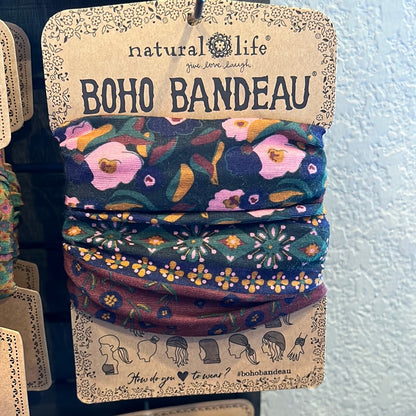 natural life®
give. love. laugh.
BOHO BANDEAU®
How do you ♥ to wear? #bohobandeau